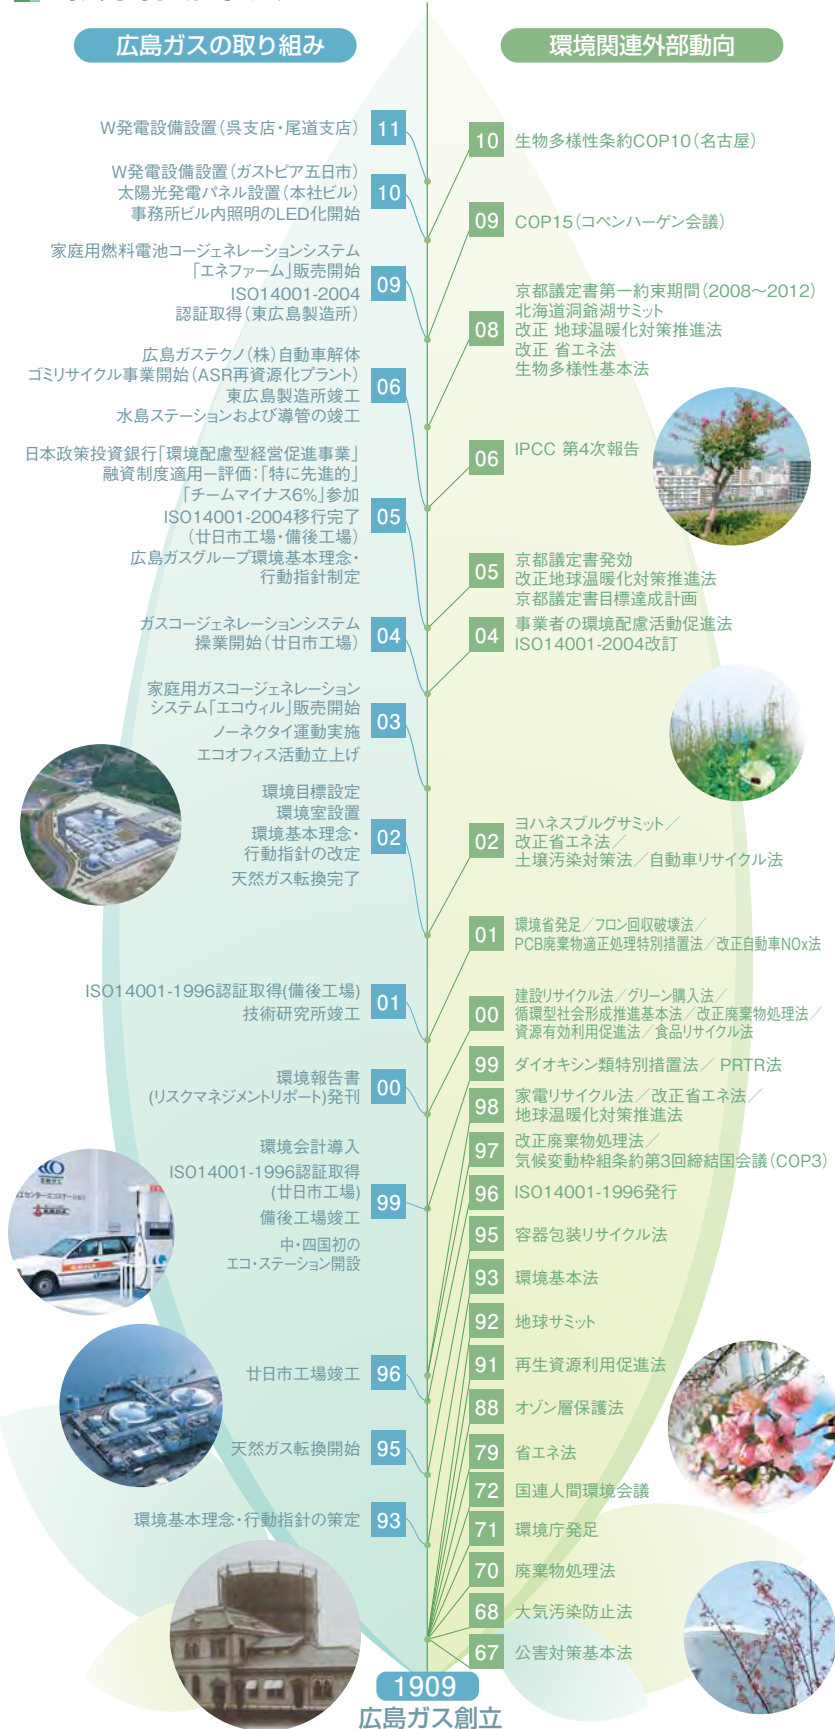 広島ガスの取り組み
11
W発電設備設置（呉支店・尾道支店）
10
W発電設備設置（ガストピア五日市）
太陽光発電パネル設置（本社ビル）
事務所ビル内照明のLED化開始
09
家庭用燃料電池コージェネレーションシステム
「エネファーム」販売開始
ISO14001-2004
認証取得（東広島製造所）
06
広島ガステクノ（株）自動車解体
ゴミリサイクル事業開始（ASR再資源化プラント）
東広島製造所竣工
水島ステーションおよび導管の竣工
05
日本政策投資銀行「環境配慮型経営促進事業」
融資制度適用－評価：「特に先進的」
「チームマイナス6%」参加
ISO14001-2004移行完了
（廿日市工場・備後工場）
広島ガスグループ環境基本理念・
行動指針制定
04
ガスコージェネレーションシステム
操業開始（廿日市工場）
03
家庭用ガスコージェネレーション
システム「エコウィル」販売開始
ノーネクタイ運動実施
エコオフィス活動立上げ
02
環境目標設定
環境室設置
環境基本理念・
行動指針の改定
天然ガス転換完了
01
ISO14001-1996認証取得(備後工場)
技術研究所竣工
00
環境報告書
(リスクマネジメントリポート)発刊
99
環境会計導入
ISO14001-1996認証取得
(廿日市工場)
備後工場竣工
中・四国初の
エコ・ステーション開設
96
廿日市工場竣工
95
天然ガス転換開始
93
環境基本理念・行動指針の策定
環境関連外部動向
10
生物多様性条約COP10（名古屋）
09
COP15（コペンハーゲン会議）
08
京都議定書第一約束期間（2008〜2012）
北海道洞爺湖サミット
改正 地球温暖化対策推進法
改正 省エネ法
生物多様性基本法
06
IPCC 第4次報告
05
京都議定書発効
改正地球温暖化対策推進法
京都議定書目標達成計画
04
事業者の環境配慮活動促進法
ISO14001-2004改訂
02
ヨハネスブルグサミット／
改正省エネ法／
土壌汚染対策法／自動車リサイクル法
01
環境省発足／フロン回収破壊法／
PCB廃棄物適正処理特別措置法／改正自動車NOx法
00
建設リサイクル法／グリーン購入法／
循環型社会形成推進基本法／改正廃棄物処理法／
資源有効利用促進法／食品リサイクル法
99
ダイオキシン類特別措置法／ PRTR法
98
家電リサイクル法／改正省エネ法／
地球温暖化対策推進法
97
改正廃棄物処理法／
気候変動枠組条約第3回締結国会議（COP3）
96
ISO14001-1996発行
95
容器包装リサイクル法
93
環境基本法
92
地球サミット
91
再生資源利用促進法
88
オゾン層保護法
79
省エネ法
72
国連人間環境会議
71
環境庁発足
70
廃棄物処理法
68
大気汚染防止法
67
公害対策基本法
1909
広島ガス創立